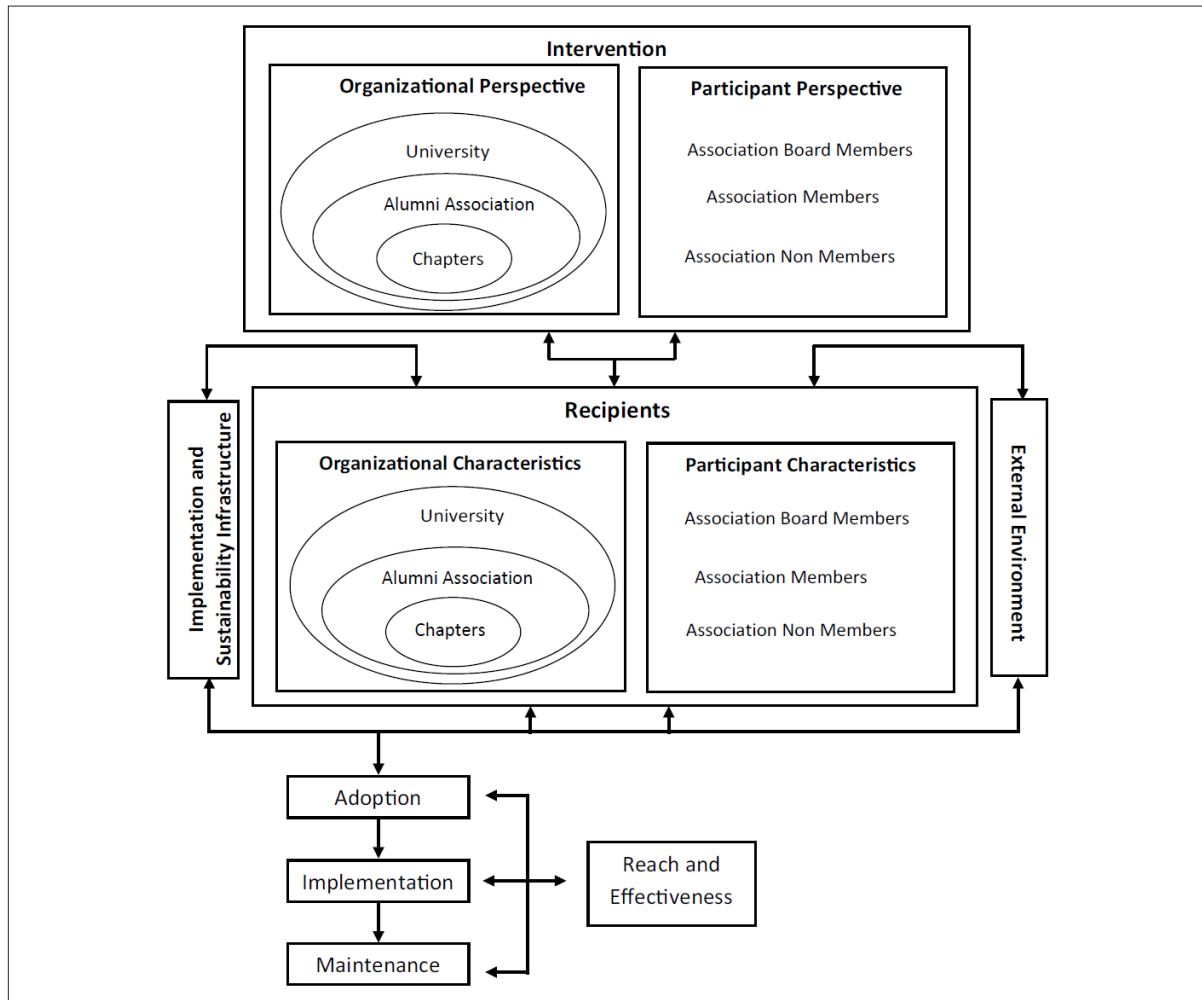 Intervention
Organizational Perspective
University
Alumni Association
Chapters
Participant Perspective
Association Board Members
Association Members
Association Non Members
Implementation and
Sustainability Infrastructure
Recipients
Organizational Characteristics
University
Alumni Association
Chapters
Participant Characteristics
Association Board Members
Association Members
Association Non Members
External Environment
Adoption
Implementation
Maintenance
Reach and
Effectiveness